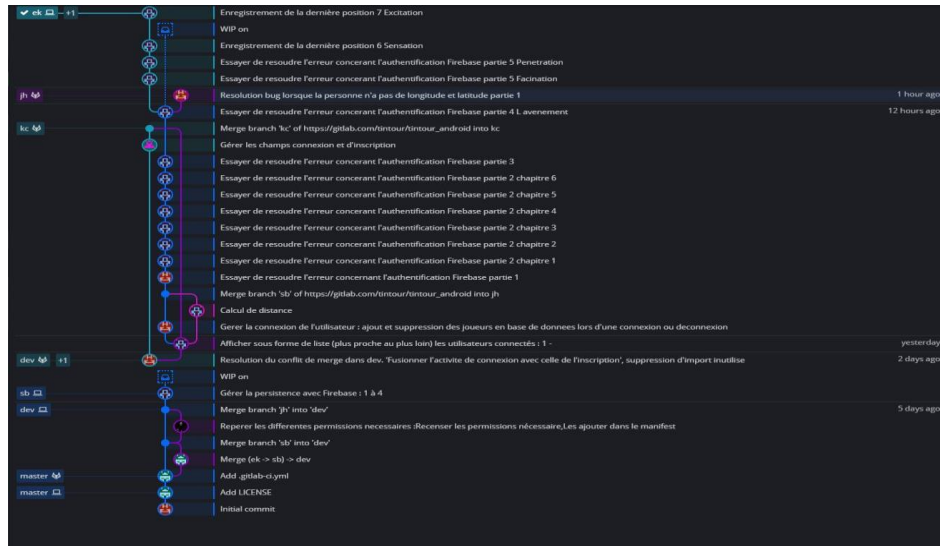 ek +1 Enregistrement de la dernière position 7 Excitation
WIP on
Enregistrement de la dernière position 6 Sensation
Essayer de resoudre l'erreur concerant l'authentification Firebase partie 5 Penetration
Essayer de resoudre l'erreur concerant l'authentification Firebase partie 5 Facination
jh Resolution bug lorsque la personne n'a pas de longitude et latitude partie 1 1 hour ago
Essayer de resoudre l'erreur concerant l'authentification Firebase partie 4 L avenement 12 hours ago
kc Merge branch 'kc' of https://gitlab.com/tintour/tintour_android into kc
Gérer les champs connexion et d'inscription
Essayer de resoudre l'erreur concerant l'authentification Firebase partie 3
Essayer de resoudre l'erreur concerant l'authentification Firebase partie 2 chapitre 6
Essayer de resoudre l'erreur concerant l'authentification Firebase partie 2 chapitre 5
Essayer de resoudre l'erreur concerant l'authentification Firebase partie 2 chapitre 4
Essayer de resoudre l'erreur concerant l'authentification Firebase partie 2 chapitre 3
Essayer de resoudre l'erreur concerant l'authentification Firebase partie 2 chapitre 2
Essayer de resoudre l'erreur concerant l'authentification Firebase partie 2 chapitre 1
Essayer de resoudre l'erreur concernant l'authentification Firebase partie 1
Merge branch 'sb' of https://gitlab.com/tintour/tintour_android into jh
Calcul de distance
Gerer la connexion de l'utilisateur : ajout et suppression des joueurs en base de donnees lors d'une connexion ou deconnexion
Afficher sous forme de liste (plus proche au plus loin) les utilisateurs connectés : 1 - yesterday
dev +1 Resolution du conflit de merge dans dev. 'Fusionner l'activite de connexion avec celle de l'inscription', suppression d'import inutilise 2 days ago
WIP on
sb Gérer la persistence avec Firebase : 1 à 4
dev Merge branch 'jh' into 'dev' 5 days ago
Reperer les differentes permissions necessaires :Recenser les permissions nécessaire,Les ajouter dans le manifest
Merge branch 'sb' into 'dev'
Merge (ek -> sb) -> dev
master Add .gitlab-ci.yml
master Add LICENSE
Initial commit